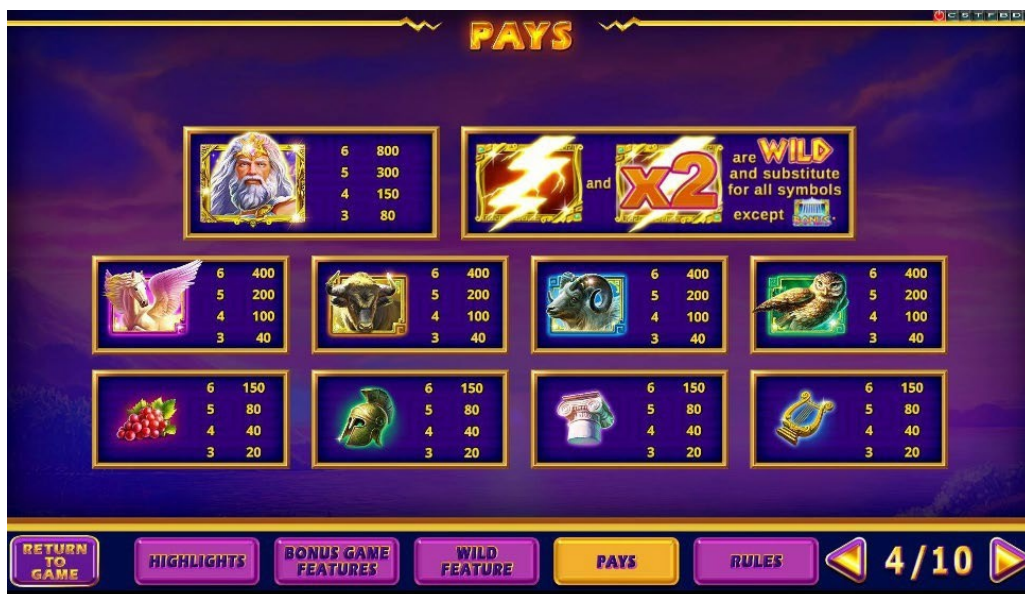 C S T F B D
PAYS
6 800
5 300
4 150
3 80
and
x2
are WILD
and substitute
for all symbols
except BONUS.
6 400
5 200
4 100
3 40
6 400
5 200
4 100
3 40
6 400
5 200
4 100
3 40
6 400
5 200
4 100
3 40
6 150
5 80
4 40
3 20
6 150
5 80
4 40
3 20
6 150
5 80
4 40
3 20
6 150
5 80
4 40
3 20
RETURN
TO
GAME
HIGHLIGHTS
BONUS GAME
FEATURES
WILD
FEATURE
PAYS
RULES
4/10